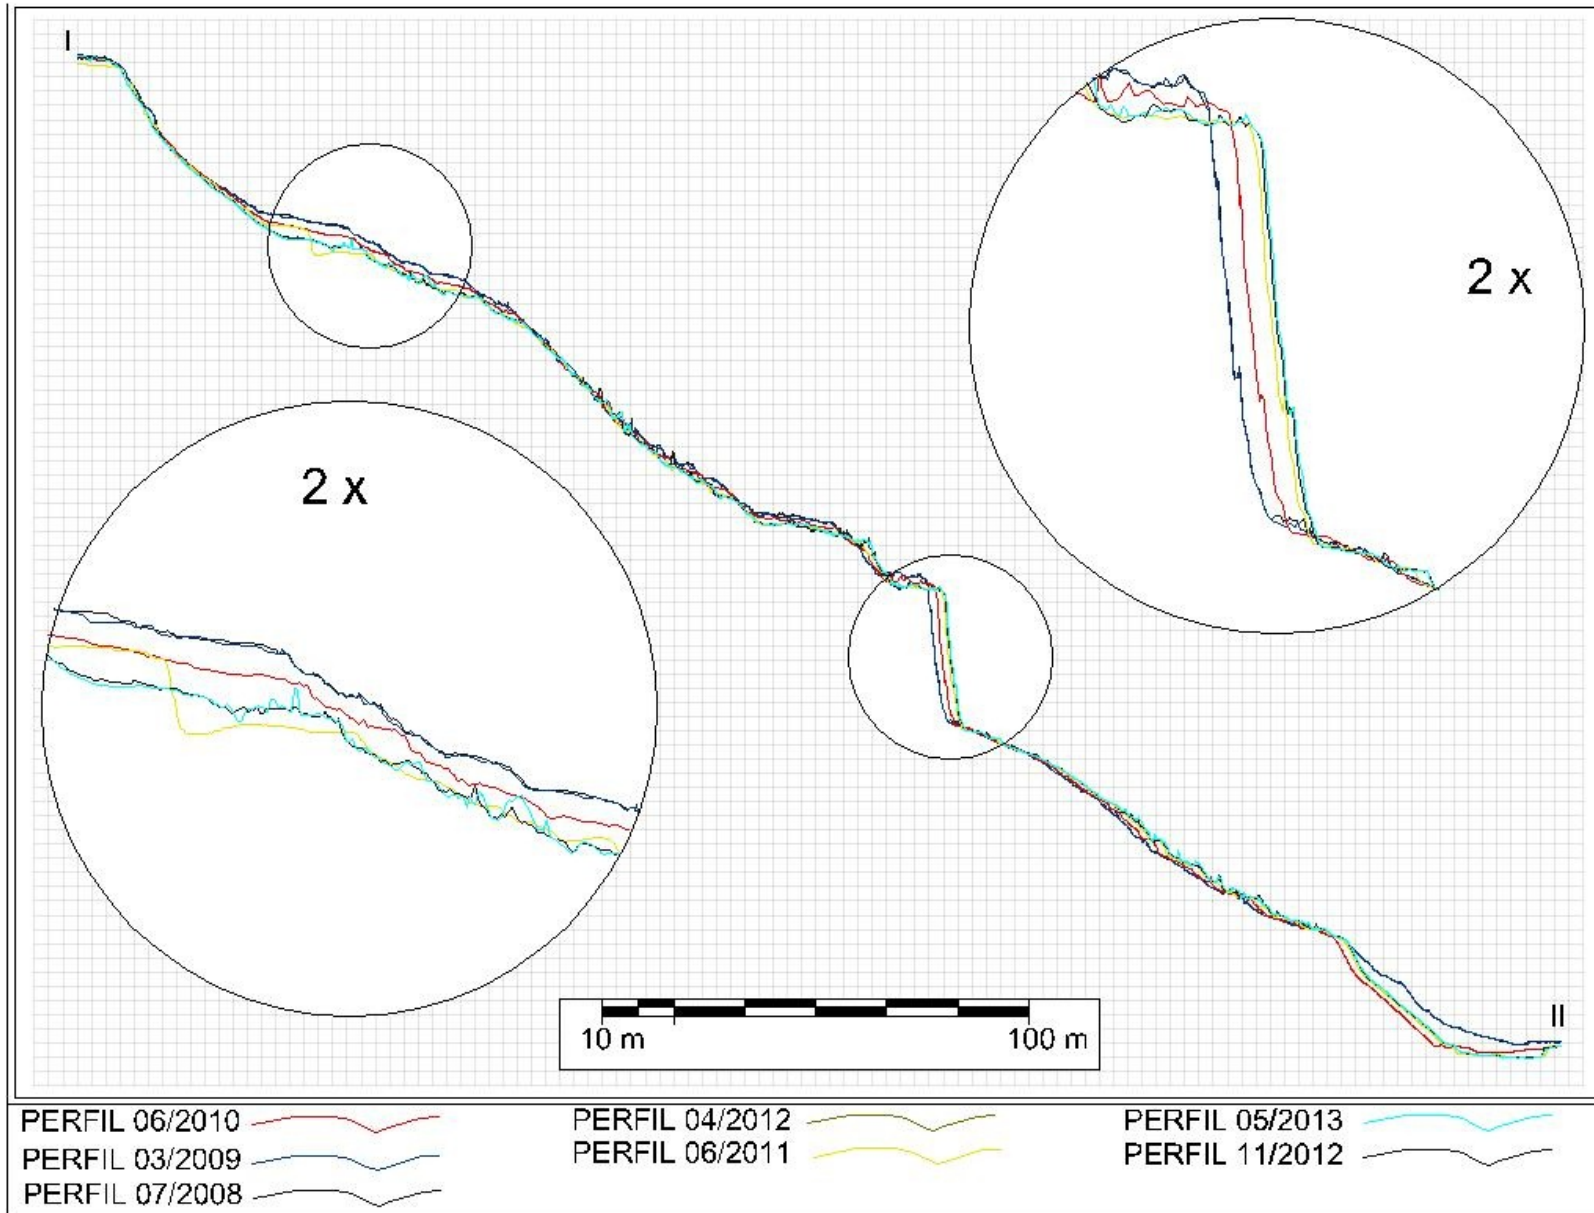 I
2 x
2 x
II
10 m 100 m
PERFIL 06/2010 PERFIL 04/2012 PERFIL 05/2013
PERFIL 03/2009 PERFIL 06/2011 PERFIL 11/2012
PERFIL 07/2008